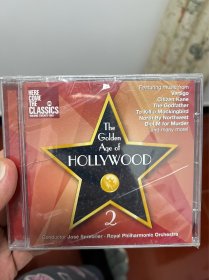 HERE
COME THE
CLASSICS
Featuring music from
Vertigo
Citizen Kane
The Godfather
To Kill a Mockingbird
North By Northwest
Dial M for Murder
and many more!
The
Golden
Age of
HOLLYWOOD
2
Conductor José Serebrier · Royal Philharmonic Orchestra